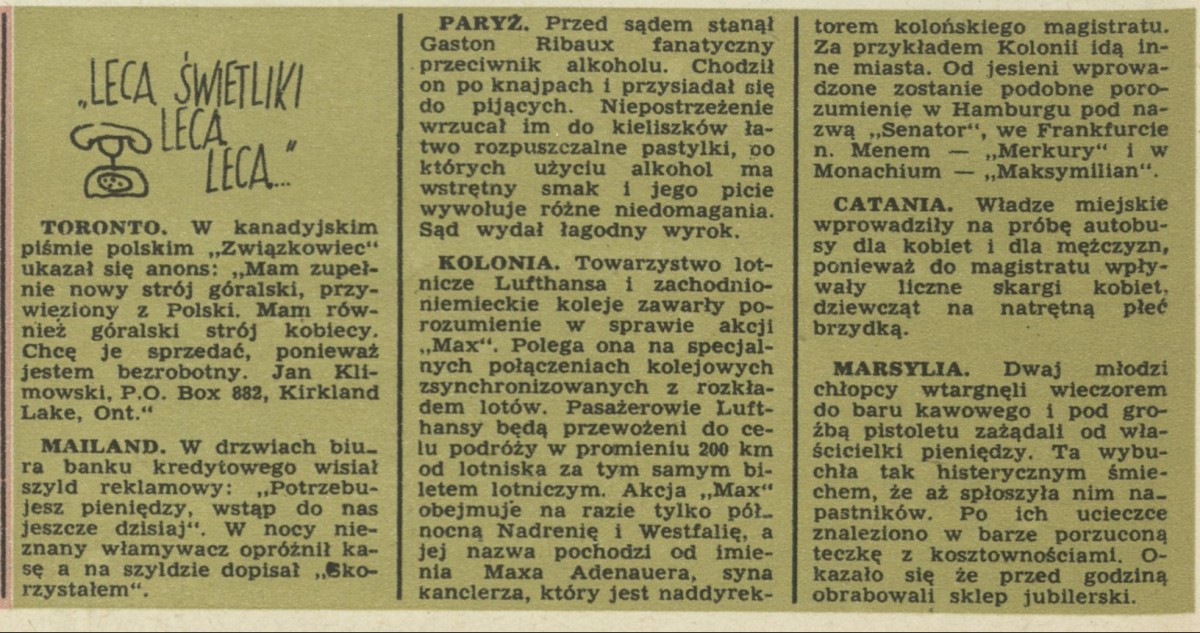 „LECĄ ŚWIETLIKI
LECĄ
LECĄ..."
TORONTO. W kanadyjskim
piśmie polskim „Związkowiec“
ukazał się anons: „Mam zupeł-
nie nowy strój góralski, przy-
wieziony z Polski. Mam rów-
nież góralski strój kobiecy.
Chcę je sprzedać, ponieważ
jestem bezrobotny. Jan Kli-
mowski, P.O. Box 882, Kirkland
Lake, Ont.“
MAILAND. W drzwiach biu-
ra banku kredytowego wisiał
szyld reklamowy: „Potrzebu-
jesz pieniędzy, wstąp do nas
jeszcze dzisiaj“. W nocy nie-
znany włamywacz opróżnił ka-
sę a na szyldzie dopisał „Sko-
rzystałem“.
PARYŻ. Przed sądem stanął
Gaston Ribaux fanatyczny
przeciwnik alkoholu. Chodził
on po knajpach i przysiadał się
do pijących. Niepostrzeżenie
wrzucał im do kieliszków ła-
two rozpuszczalne pastylki, po
których użyciu alkohol ma
wstrętny smak i jego picie
wywołuje różne niedomagania.
Sąd wydał łagodny wyrok.
KOLONIA. Towarzystwo lot-
nicze Lufthansa i zachodnio-
niemieckie koleje zawarły po-
rozumienie w sprawie akcji
„Max“. Polega ona na specjal-
nych połączeniach kolejowych
zsynchronizowanych z rozkła-
dem lotów. Pasażerowie Luft-
hansy będą przewożeni do ce-
lu podróży w promieniu 200 km
od lotniska za tym samym bi-
letem lotniczym. Akcja „Max“
obejmuje na razie tylko pół-
nocną Nadrenię i Westfalię, a
jej nazwa pochodzi od imie-
nia Maxa Adenauera, syna
kanclerza, który jest naddyrek-
torem kolońskiego magistratu.
Za przykładem Kolonii idą in-
ne miasta. Od jesieni wprowa-
dzone zostanie podobne poro-
zumienie w Hamburgu pod na-
zwą „Senator“, we Frankfurcie
n. Menem — „Merkury“ i w
Monachium — „Maksymilian“.
CATANIA. Władze miejskie
wprowadziły na próbę autobu-
sy dla kobiet i dla mężczyzn,
ponieważ do magistratu wpły-
wały liczne skargi kobiet,
dziewcząt na natrętną płeć
brzydką.
MARSYLIA. Dwaj młodzi
chłopcy wtargnęli wieczorem
do baru kawowego i pod gro-
źbą pistoletu zażądali od wła-
ścicielki pieniędzy. Ta wybu-
chła tak histerycznym śmie-
chem, że aż spłoszyła nim na-
pastników. Po ich ucieczce
znaleziono w barze porzuconą
teczkę z kosztownościami. O-
kazało się że przed godziną
obrabowali sklep jubilerski.